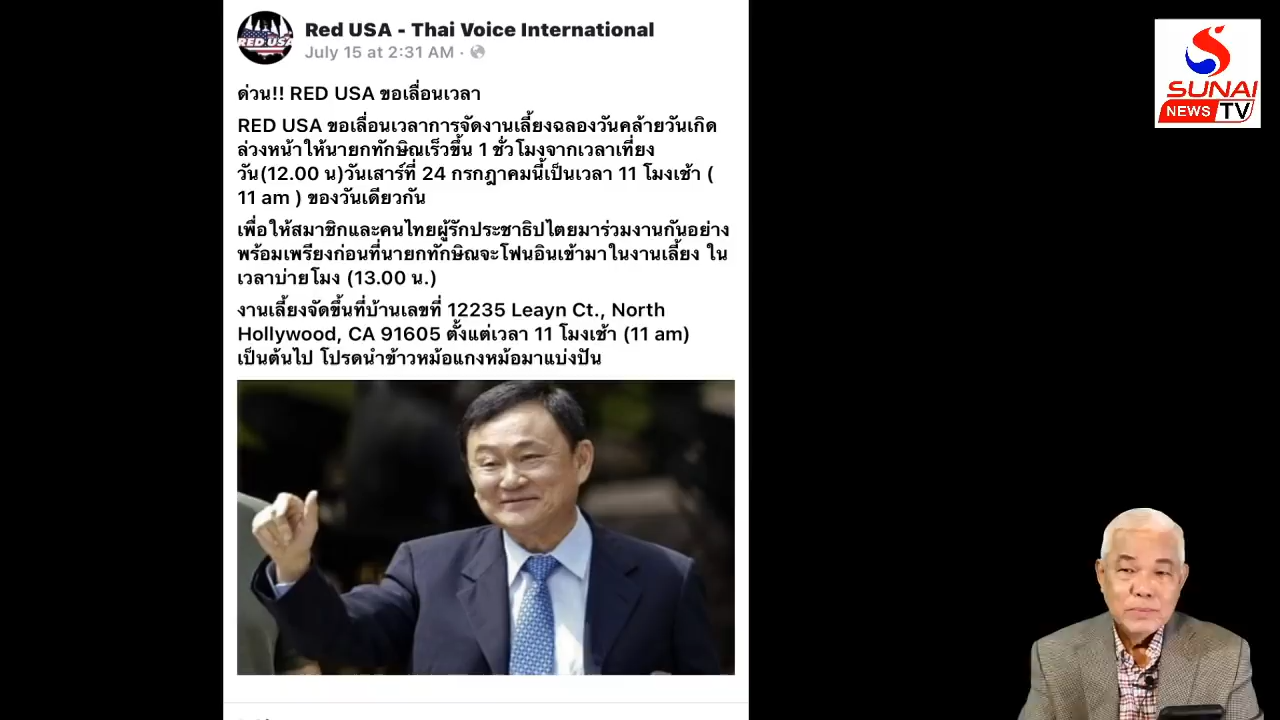 Red USA - Thai Voice International
July 15 at 2:31 AM ·
ด่วน!! RED USA ขอเลื่อนเวลา
RED USA ขอเลื่อนเวลาการจัดงานเลี้ยงฉลองวันคล้ายวันเกิด
ล่วงหน้าให้นายกทักษิณเร็วขึ้น 1 ชั่วโมงจากเวลาเที่ยง
วัน(12.00 น)วันเสาร์ที่ 24 กรกฎาคมนี้เป็นเวลา 11 โมงเช้า (
11 am ) ของวันเดียวกัน
เพื่อให้สมาชิกและคนไทยผู้รักประชาธิปไตยมาร่วมงานกันอย่าง
พร้อมเพรียงก่อนที่นายกทักษิณจะโฟนอินเข้ามาในงานเลี้ยง ใน
เวลาบ่ายโมง (13.00 น.)
งานเลี้ยงจัดขึ้นที่บ้านเลขที่ 12235 Leayn Ct., North
Hollywood, CA 91605 ตั้งแต่เวลา 11 โมงเช้า (11 am)
เป็นต้นไป โปรดนำข้าวหม้อแกงหม้อมาแบ่งปัน
RED USA
SUNAI
NEWS TV